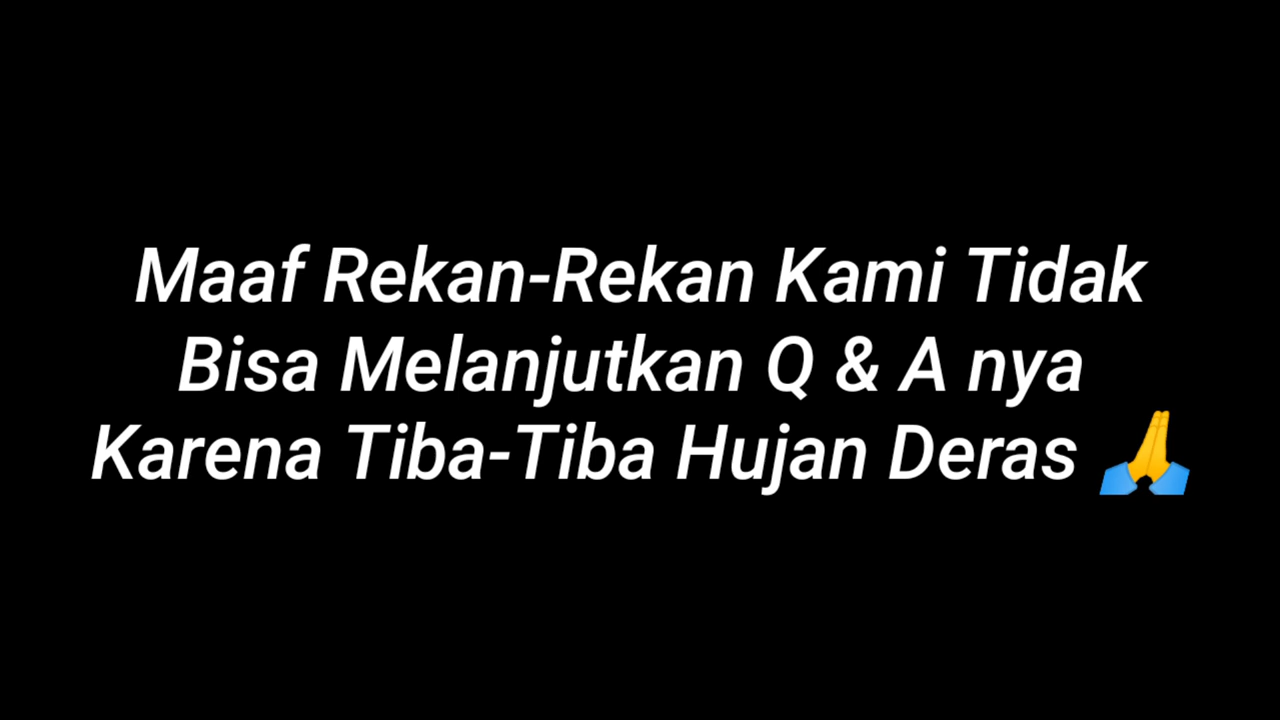 Maaf Rekan-Rekan Kami Tidak
Bisa Melanjutkan Q & A nya
Karena Tiba-Tiba Hujan Deras 🙏